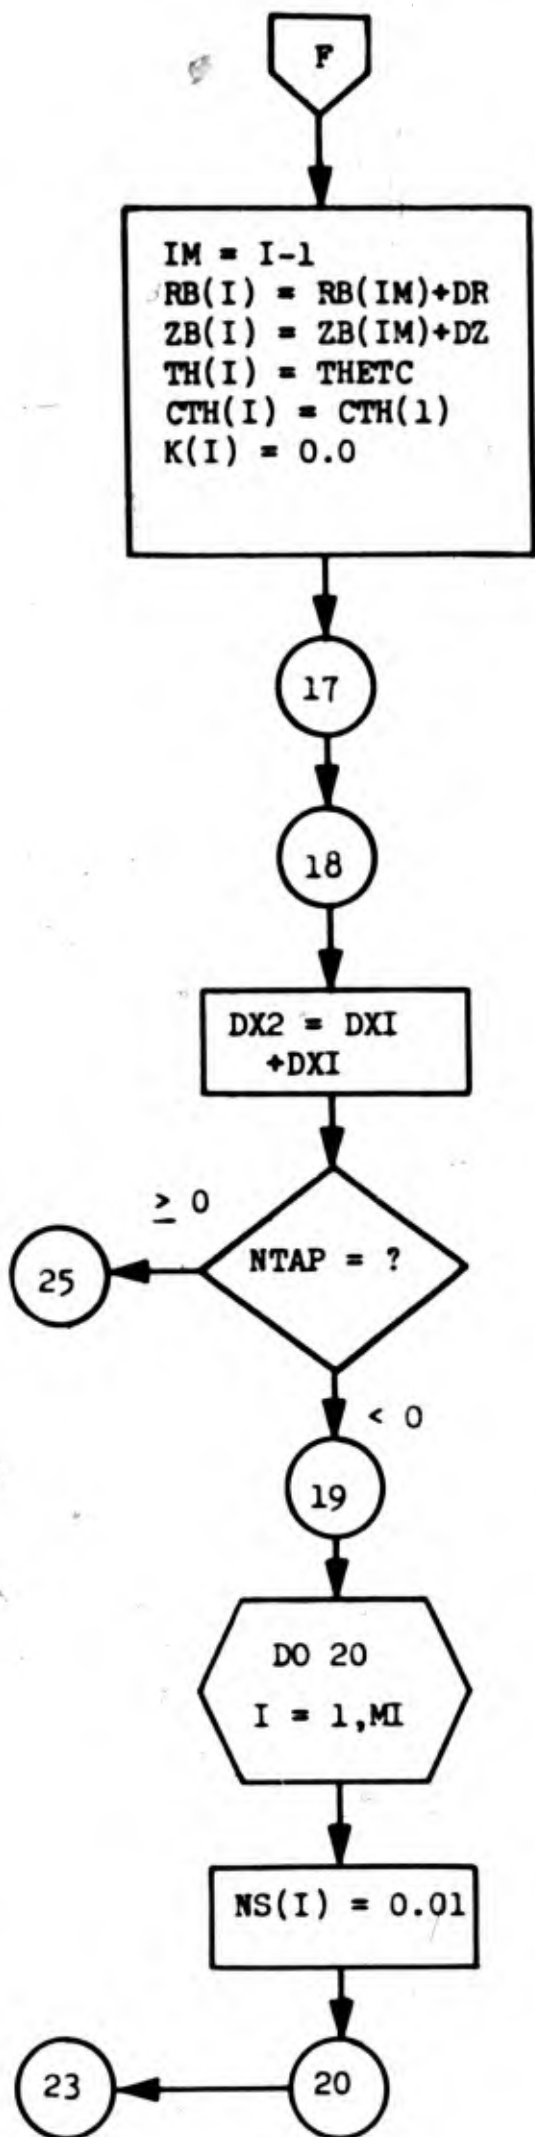 F
IM = I-1
RB(I) = RB(IM)+DR
ZB(I) = ZB(IM)+DZ
TH(I) = THETC
CTH(I) = CTH(1)
K(I) = 0.0
17
18
DX2 = DXI
+DXI
≥ 0
NTAP = ?
25
< 0
19
DO 20
I = 1,MI
NS(I) = 0.01
23
20